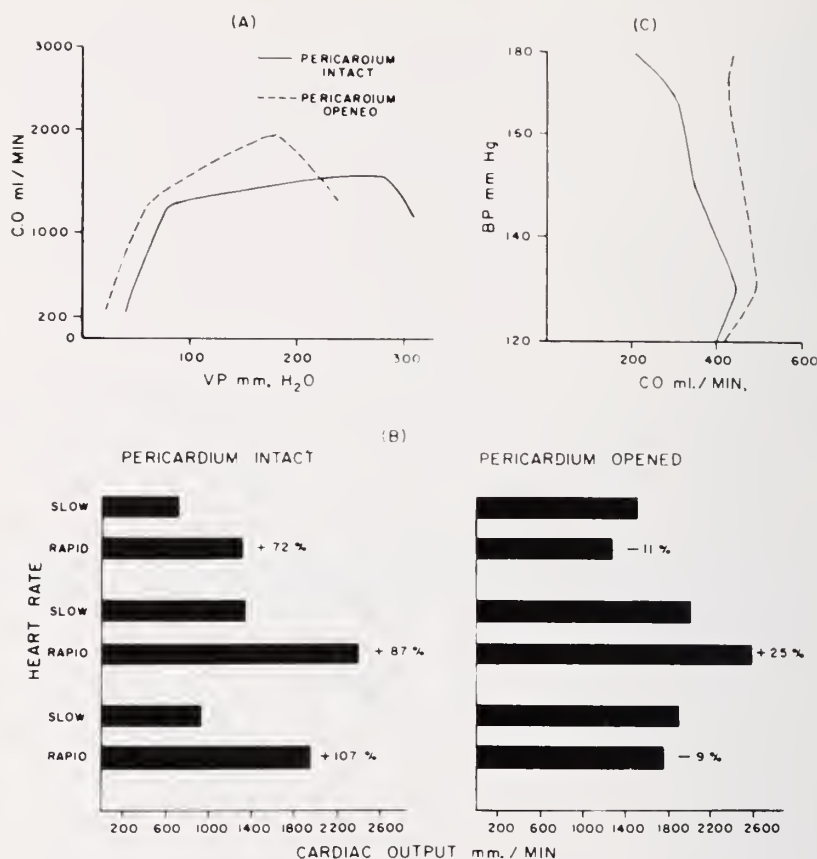 (A)
3000
2000
1000
200
0
C.O ml / MIN
100
200
300
VP mm. H₂O
PERICARDIUM INTACT
PERICARDIUM OPENED
(C)
180
160
140
120
BP mm Hg
200
400
600
CO ml./ MIN.
(B)
PERICARDIUM INTACT
HEART RATE
SLOW
RAPID
+ 72 %
SLOW
RAPID
+ 87 %
SLOW
RAPID
+107 %
200
600
1000
1400
1800
2200
2600
PERICARDIUM OPENED
– 11 %
+ 25 %
– 9 %
200
600
1000
1400
1800
2200
2600
CARDIAC OUTPUT mm. / MIN